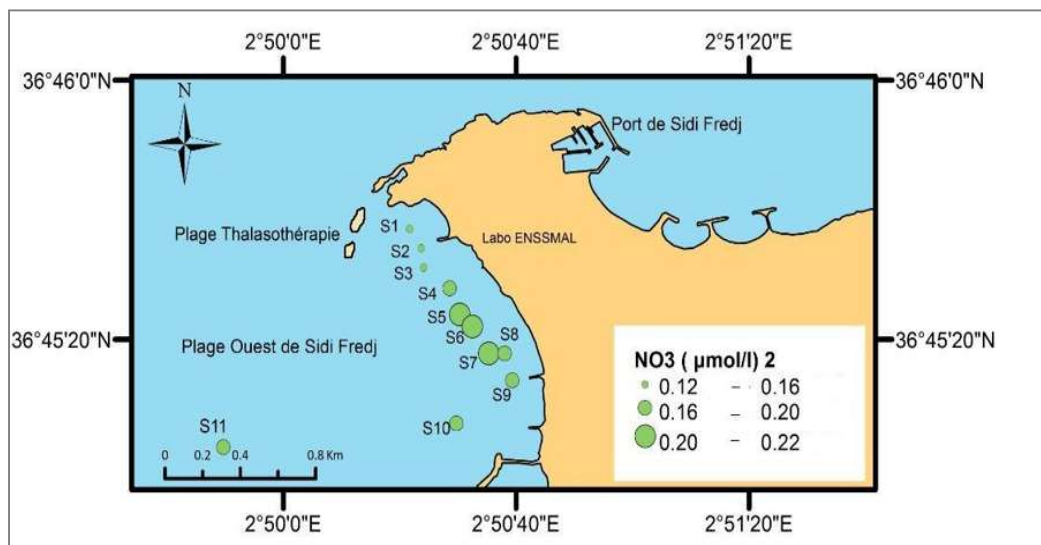 2°50'0"E 2°50'40"E 2°51'20"E
36°46'0"N 36°46'0"N
N
Port de Sidi Fredj
S1
Plage Thalasothérapie
Labo ENSSMAL
S2
S3
S4
S5
36°45'20"N 36°45'20"N
S6 S8
Plage Ouest de Sidi Fredj
S7
S9
S10
S11
0 0.2 0.4 0.8 Km
NO3 ( µmol/l) 2
0.12 – 0.16
0.16 – 0.20
0.20 – 0.22
2°50'0"E 2°50'40"E 2°51'20"E